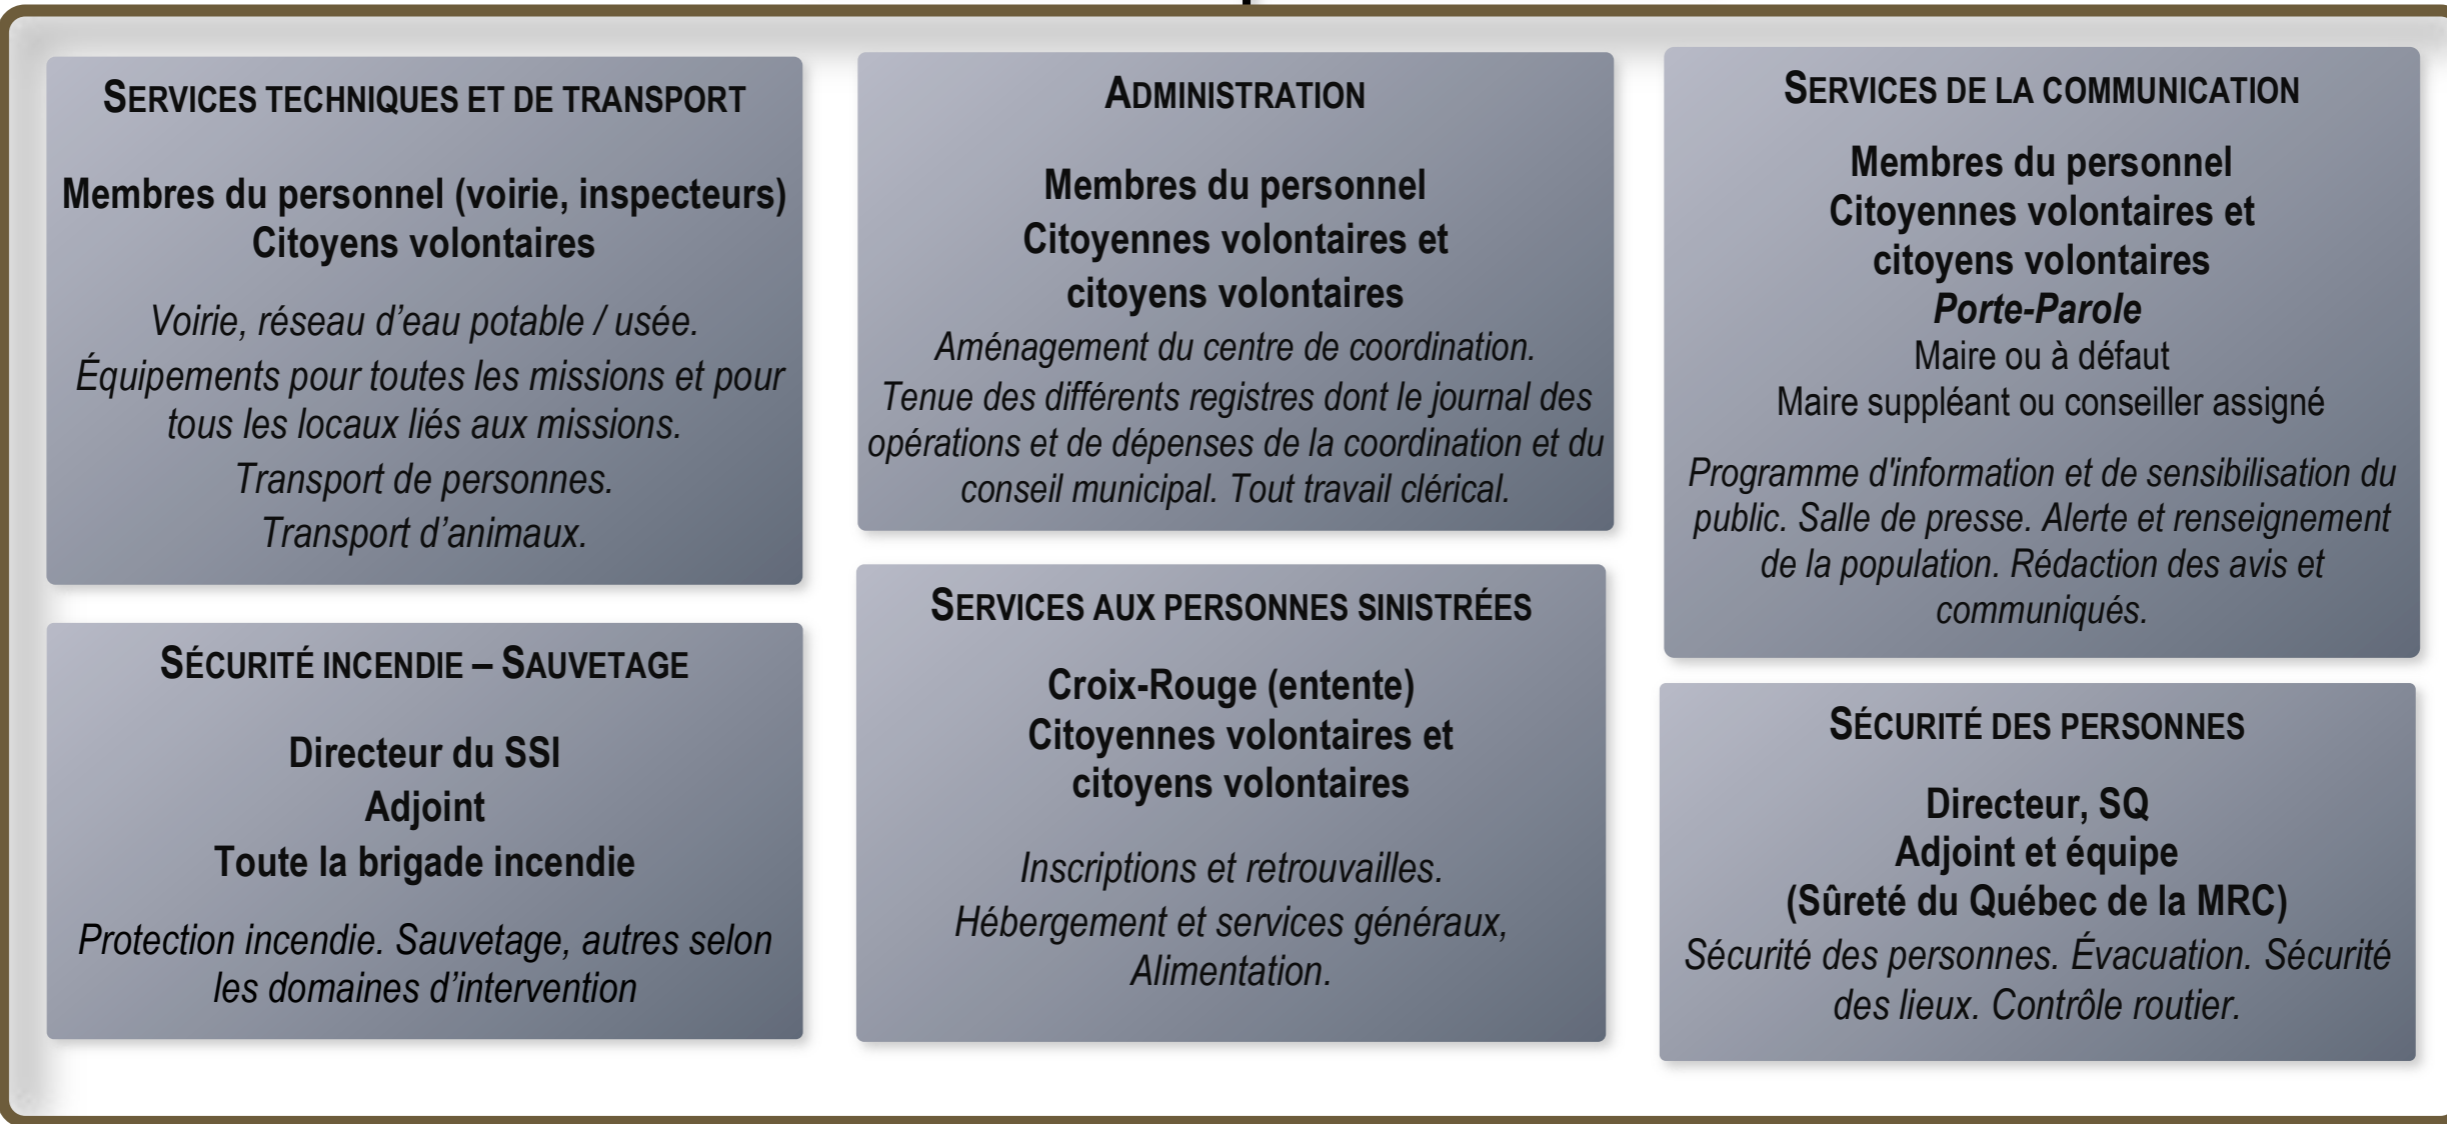 SERVICES TECHNIQUES ET DE TRANSPORT
Membres du personnel (voirie, inspecteurs)
Citoyens volontaires
Voirie, réseau d’eau potable / usée.
Équipements pour toutes les missions et pour
tous les locaux liés aux missions.
Transport de personnes.
Transport d’animaux.
ADMINISTRATION
Membres du personnel
Citoyennes volontaires et
citoyens volontaires
Aménagement du centre de coordination.
Tenue des différents registres dont le journal des
opérations et de dépenses de la coordination et du
conseil municipal. Tout travail clérical.
SERVICES DE LA COMMUNICATION
Membres du personnel
Citoyennes volontaires et
citoyens volontaires
Porte-Parole
Maire ou à défaut
Maire suppléant ou conseiller assigné
Programme d'information et de sensibilisation du
public. Salle de presse. Alerte et renseignement
de la population. Rédaction des avis et
communiqués.
SÉCURITÉ INCENDIE – SAUVETAGE
Directeur du SSI
Adjoint
Toute la brigade incendie
Protection incendie. Sauvetage, autres selon
les domaines d’intervention
SERVICES AUX PERSONNES SINISTRÉES
Croix-Rouge (entente)
Citoyennes volontaires et
citoyens volontaires
Inscriptions et retrouvailles.
Hébergement et services généraux,
Alimentation.
SÉCURITÉ DES PERSONNES
Directeur, SQ
Adjoint et équipe
(Sûreté du Québec de la MRC)
Sécurité des personnes. Évacuation. Sécurité
des lieux. Contrôle routier.